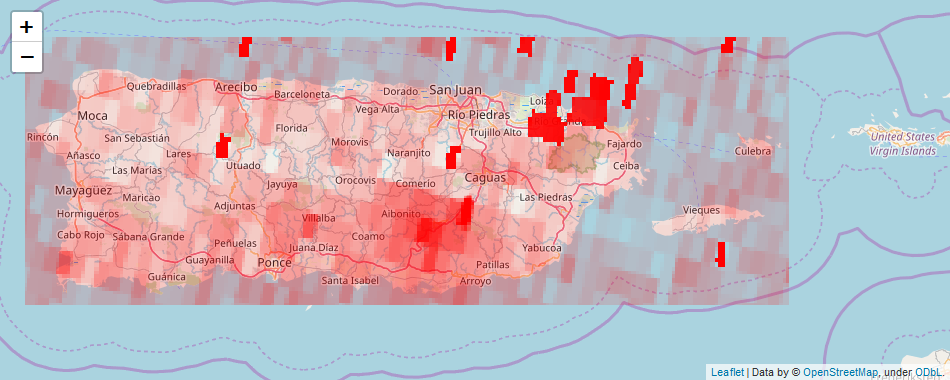 +
−
Quebradillas
Arecibo
Barceloneta
Dorado
San Juan
Moca
Vega Alta
Río Piedras
Rincón
San Sebastián
Florida
Trujillo Alto
Fajardo
United States
Virgin Islands
Añasco
Lares
Morovis
Naranjito
Culebra
Las Marías
Utuado
Ceiba
Mayagüez
Jayuya
Orocovis
Comerio
Caguas
Maricao
Las Piedras
Hormigueros
Adjuntas
Villalba
Aibonito
Vieques
Cabo Rojo
Sábana Grande
Peñuelas
Juana Díaz
Coamo
Yabucoa
Guayanilla
Ponce
Patillas
Guánica
Santa Isabel
Arroyo
Leaflet | Data by © OpenStreetMap, under ODbL.